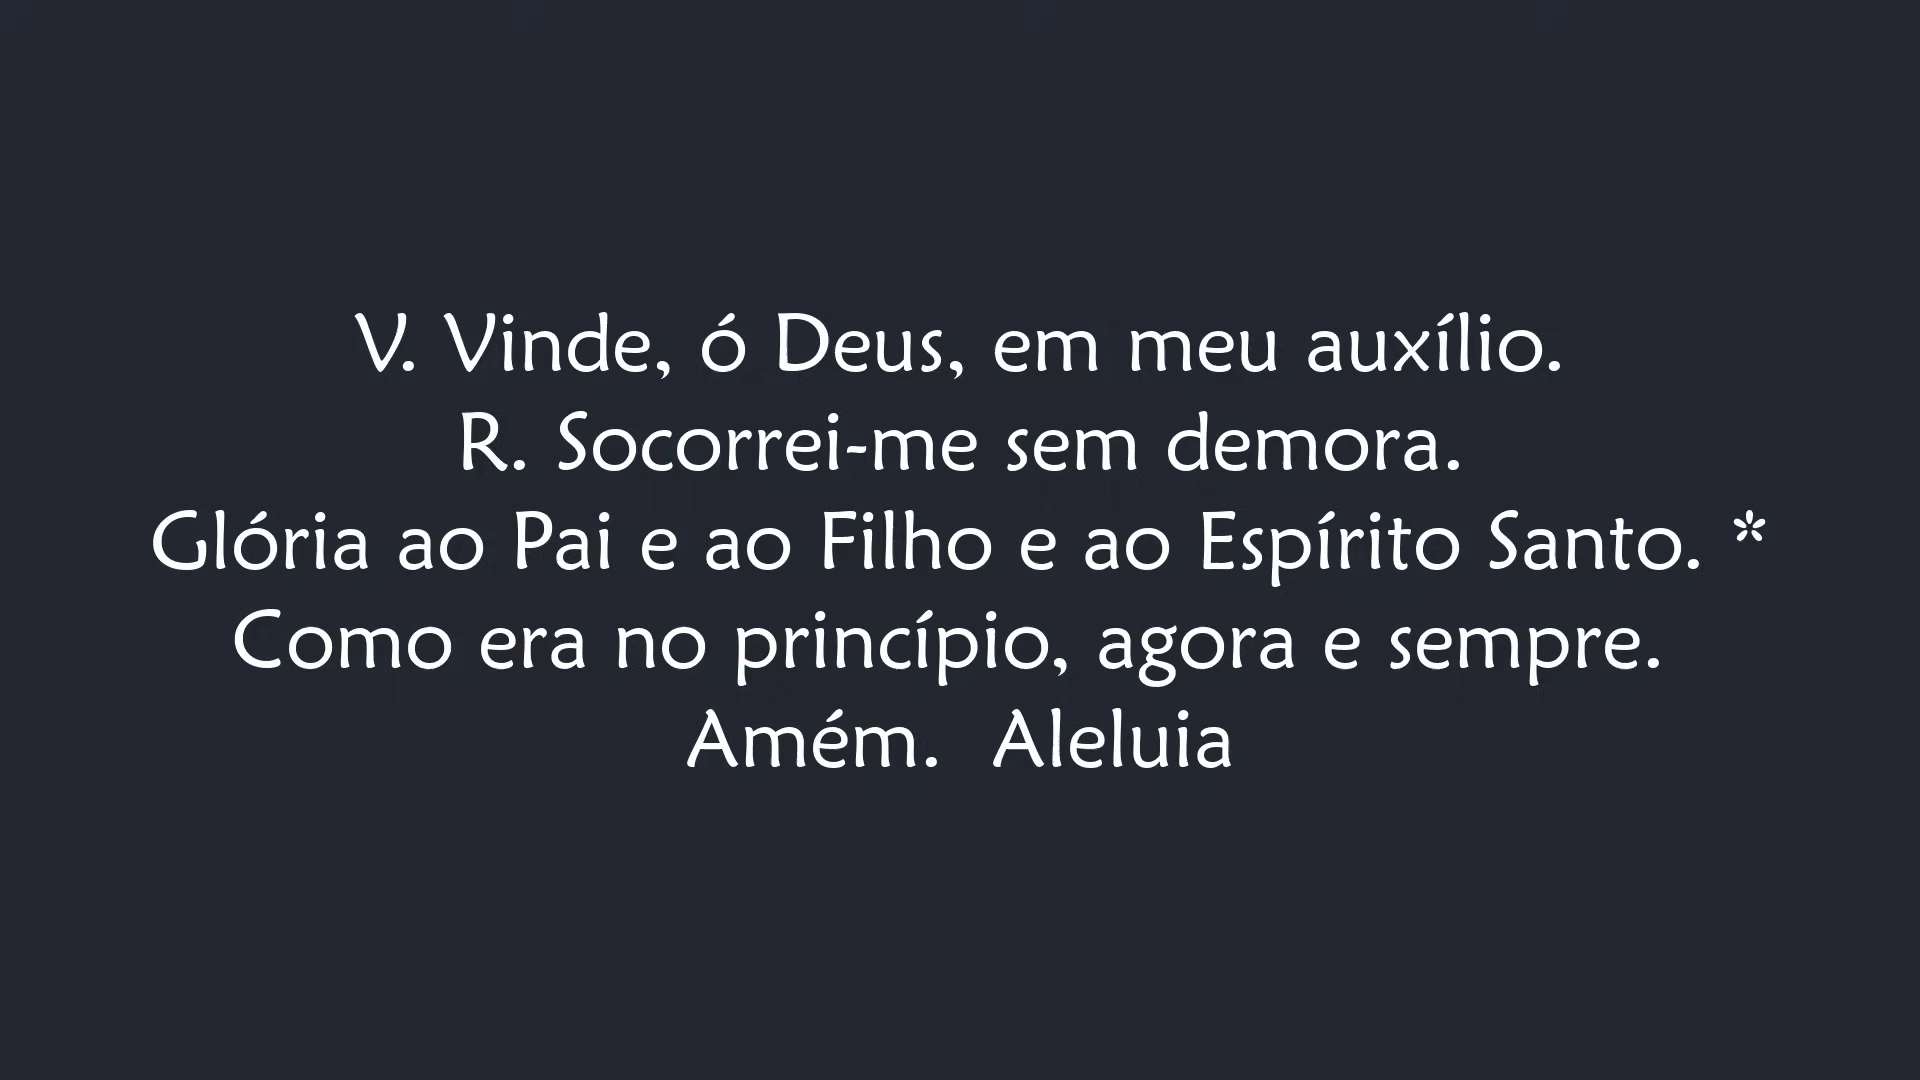 V. Vinde, ó Deus, em meu auxílio.
R. Socorrei-me sem demora.
Glória ao Pai e ao Filho e ao Espírito Santo. *
Como era no princípio, agora e sempre.
Amém.  Aleluia